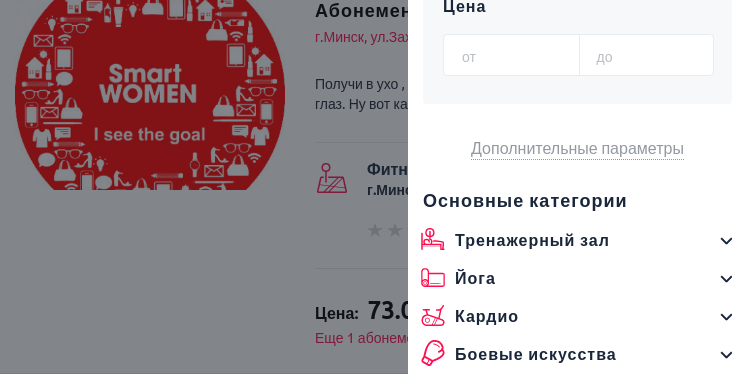 Smart
WOMEN
I see the goal
Абонемен
г.Минск, ул.Зах
Получи в ухо ,
глаз. Ну вот ка
Фитн
г.Минс
Цена: 73.0
Еще 1 абонеме
Цена
от до
Дополнительные параметры
Основные категории
Тренажерный зал
Йога
Кардио
Боевые искусства